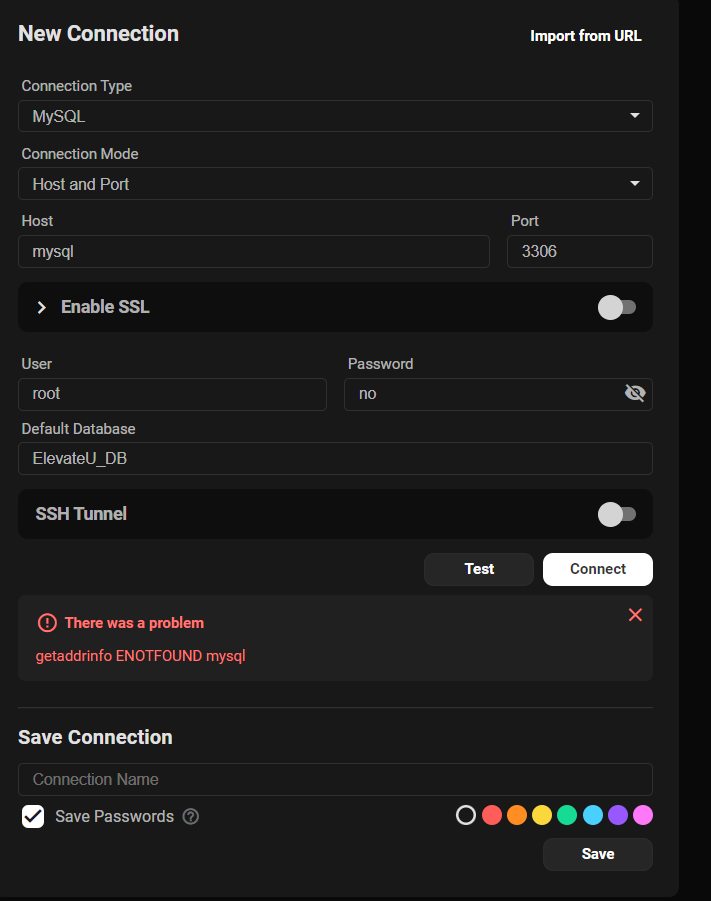 New Connection
Import from URL
Connection Type
MySQL
Connection Mode
Host and Port
Host
Port
mysql
3306
Enable SSL
User
Password
root
no
Default Database
ElevateU_DB
SSH Tunnel
Test
Connect
There was a problem
getaddrinfo ENOTFOUND mysql
Save Connection
Connection Name
Save Passwords
Save